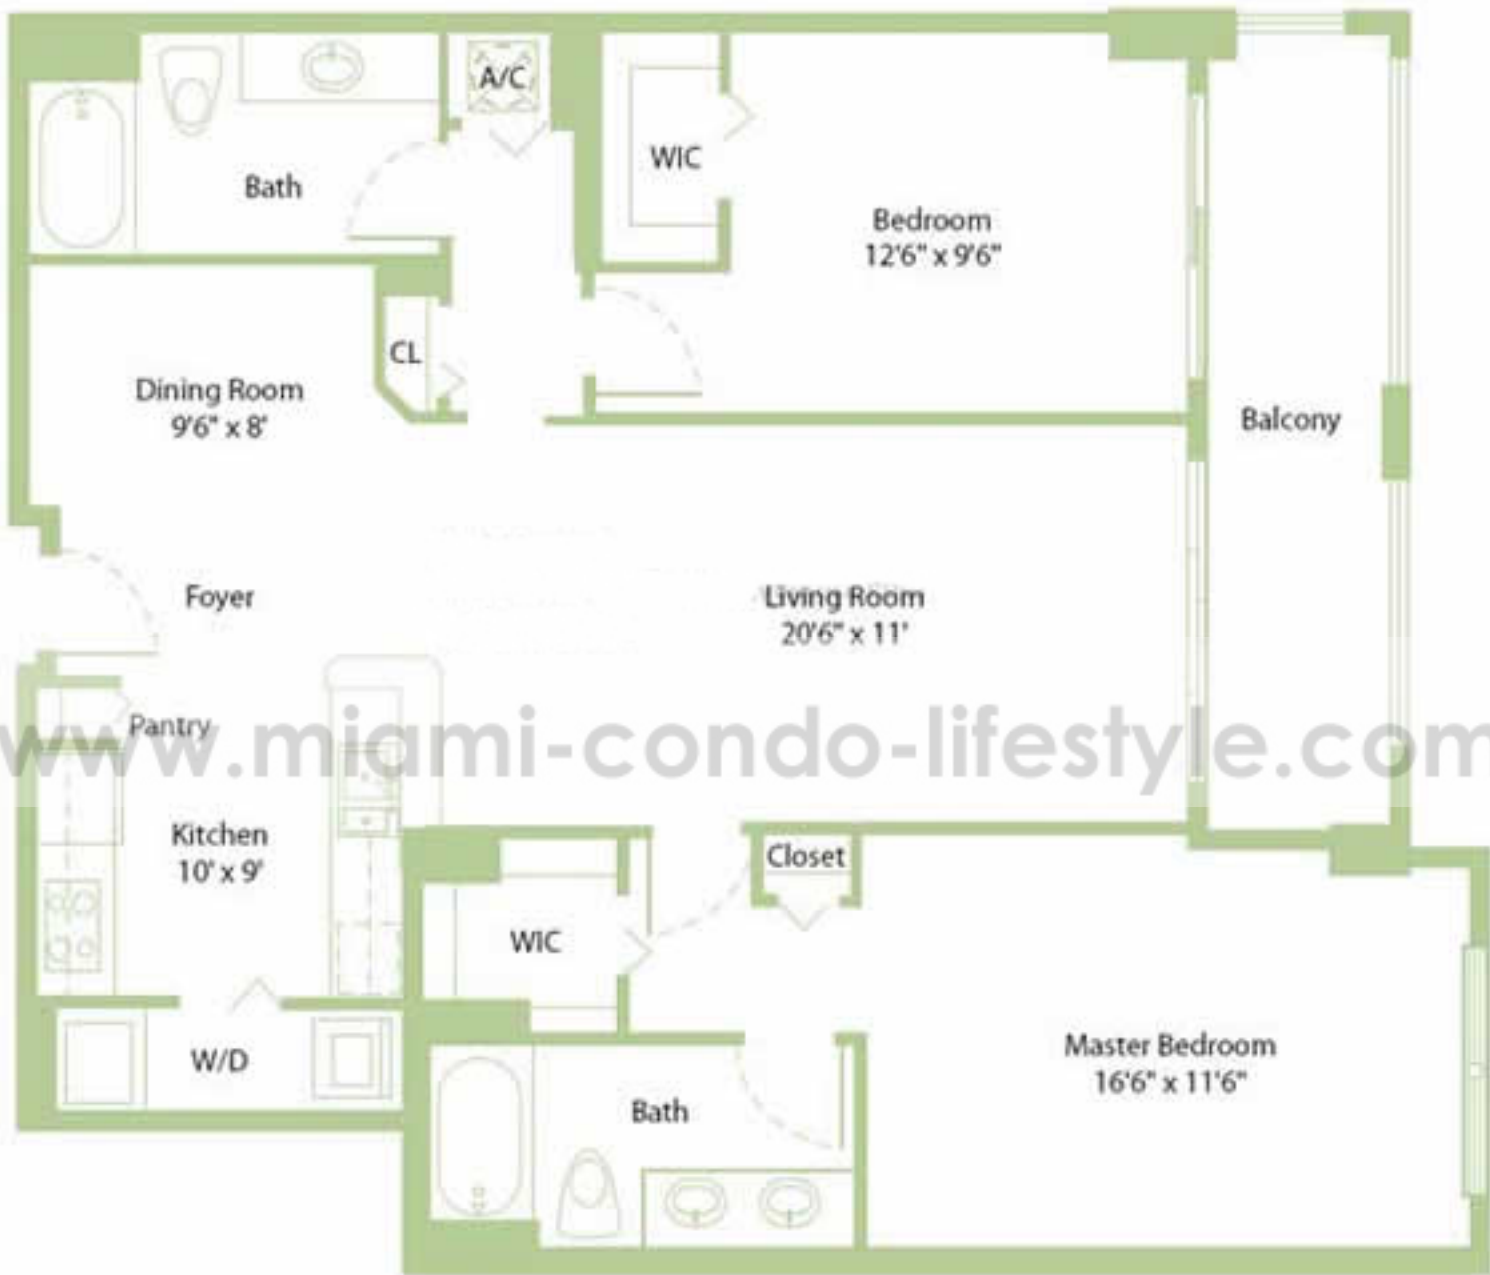 A/C
WIC
Bath
Bedroom
12'6" x 9'6"
CL
Dining Room
9'6" x 8'
Balcony
Foyer
Living Room
20'6" x 11'
Pantry
www.miami-condo-lifestyle.com
Kitchen
10' x 9'
Closet
WIC
W/D
Master Bedroom
16'6" x 11'6"
Bath